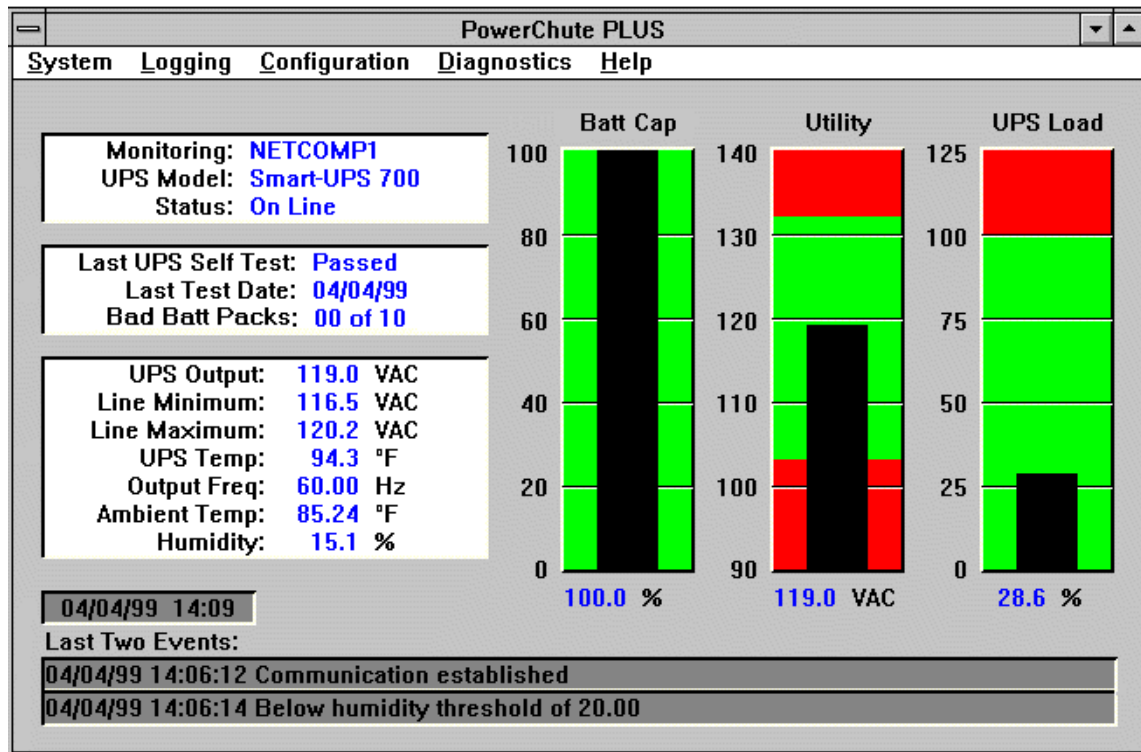 PowerChute PLUS
System Logging Configuration Diagnostics Help
Monitoring: NETCOMP1
UPS Model: Smart-UPS 700
Status: On Line
Last UPS Self Test: Passed
Last Test Date: 04/04/99
Bad Batt Packs: 00 of 10
UPS Output: 119.0 VAC
Line Minimum: 116.5 VAC
Line Maximum: 120.2 VAC
UPS Temp: 94.3 °F
Output Freq: 60.00 Hz
Ambient Temp: 85.24 °F
Humidity: 15.1 %
Batt Cap
100
80
60
40
20
0
100.0 %
Utility
140
130
120
110
100
90
119.0 VAC
UPS Load
125
100
75
50
25
0
28.6 %
04/04/99 14:09
Last Two Events:
04/04/99 14:06:12 Communication established
04/04/99 14:06:14 Below humidity threshold of 20.00